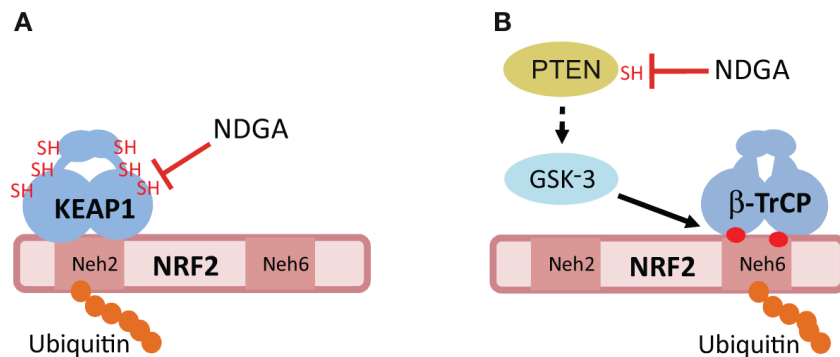 A
SH
SH
SH
SH
SH
SH
NDGA
KEAP1
Neh2
NRF2
Neh6
Ubiquitin
B
PTEN
SH
NDGA
GSK-3
β-TrCP
Neh2
NRF2
Neh6
Ubiquitin